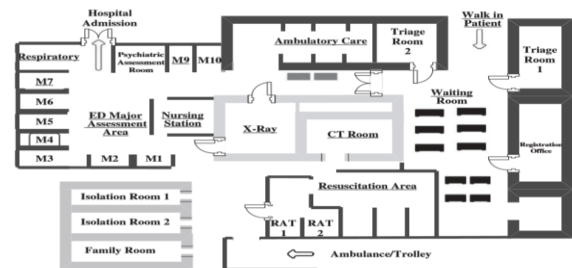 Hospital
Admission
Walk in
Patient
Respiratory
Psychiatric
Assessment
Room
M9
M10
Ambulatory Care
Triage
Room
2
Triage
Room
1
M7
M6
M5
M4
M3
M2
M1
ED Major
Assessment
Area
Nursing
Station
X-Ray
CT Room
Waiting
Room
Registration
Office
Resuscitation Area
Isolation Room 1
Isolation Room 2
Family Room
RAT
1
RAT
2
Ambulance/Trolley